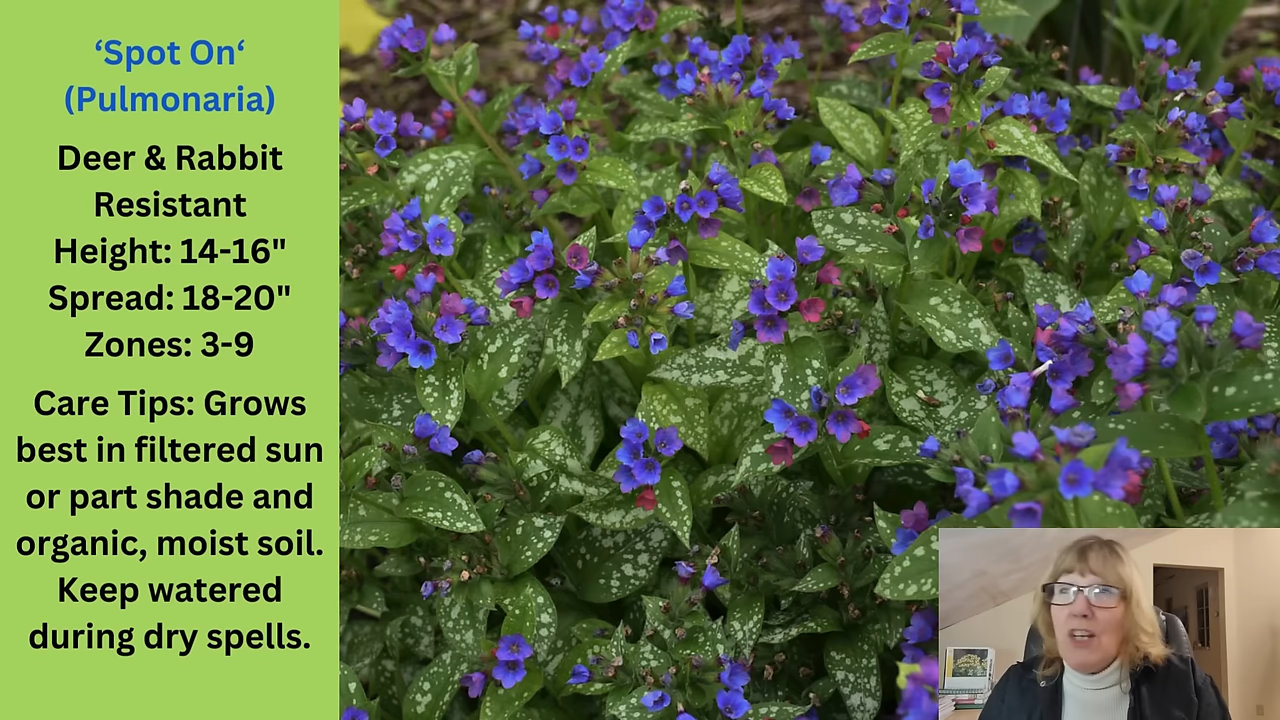 ‘Spot On‘
(Pulmonaria)
Deer & Rabbit
Resistant
Height: 14-16"
Spread: 18-20"
Zones: 3-9
Care Tips: Grows
best in filtered sun
or part shade and
organic, moist soil.
Keep watered
during dry spells.